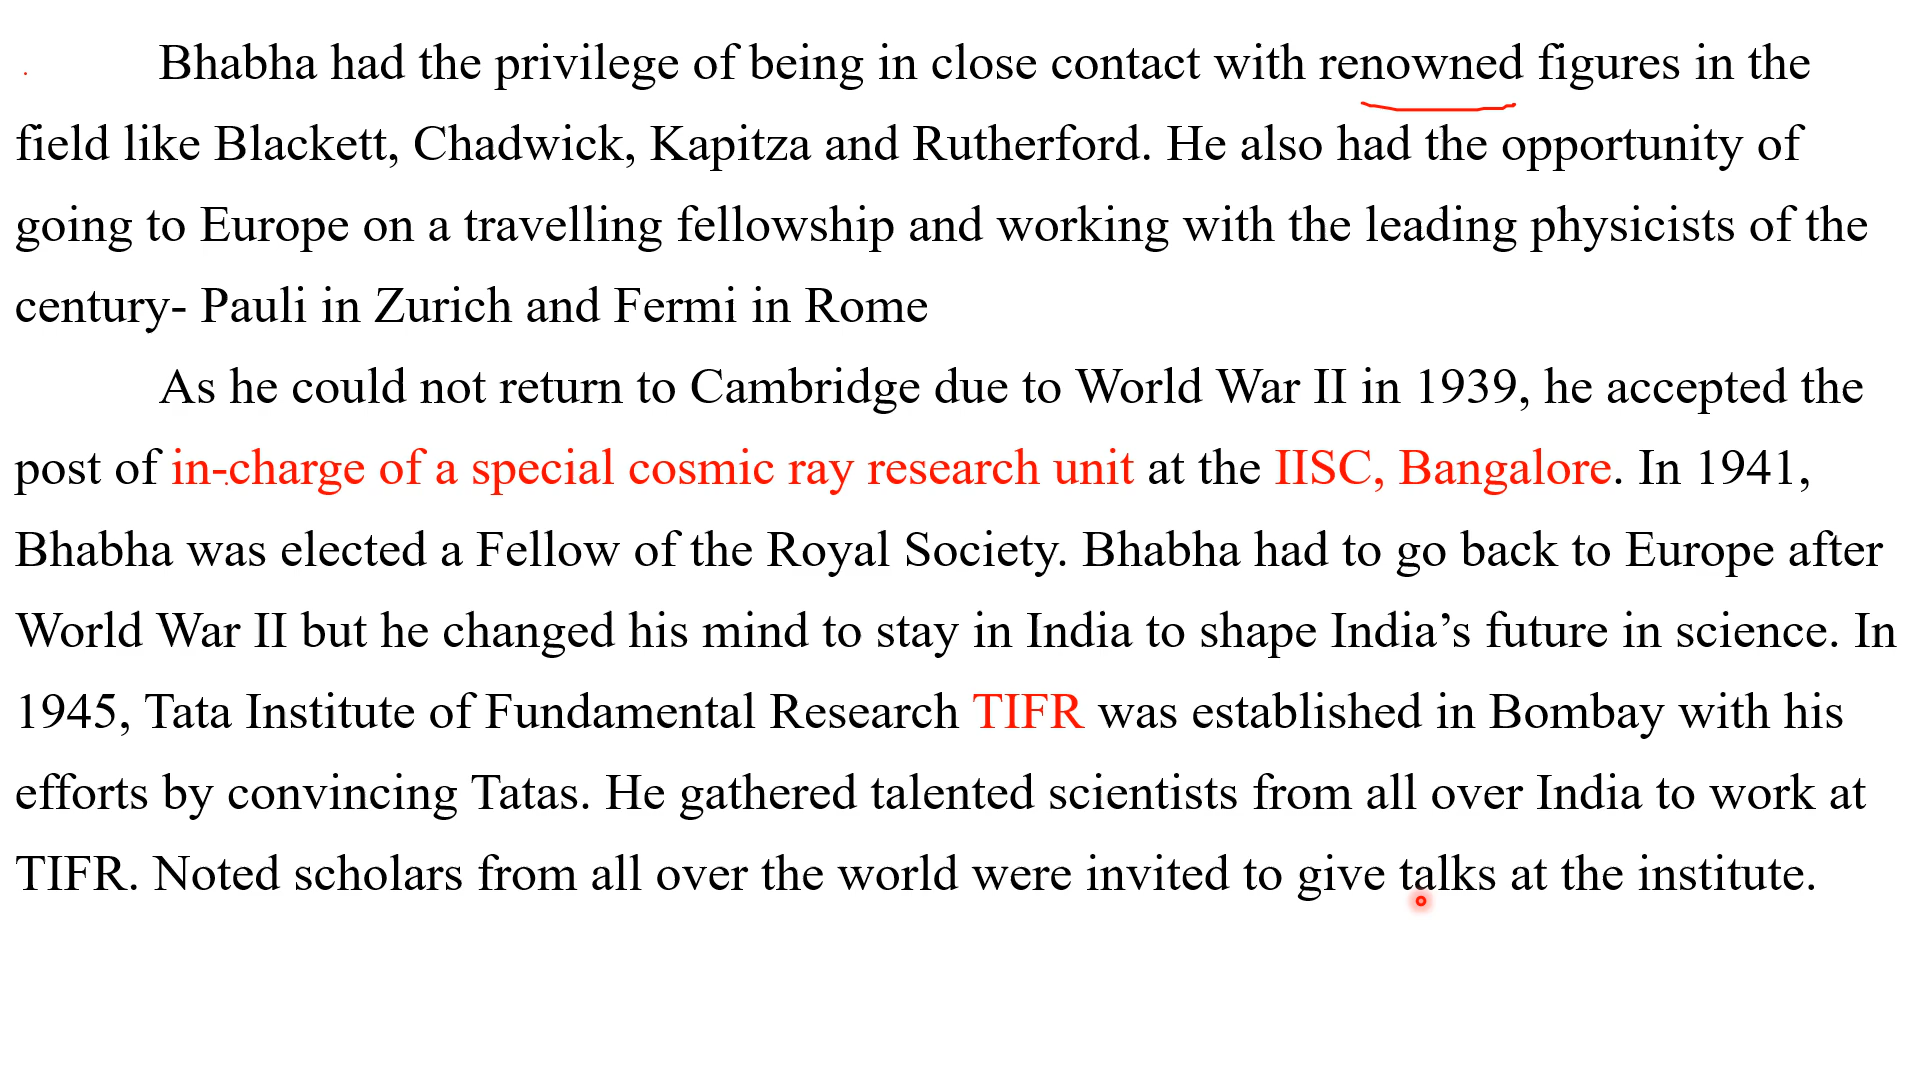 Bhabha had the privilege of being in close contact with renowned figures in the
field like Blackett, Chadwick, Kapitza and Rutherford. He also had the opportunity of
going to Europe on a travelling fellowship and working with the leading physicists of the
century- Pauli in Zurich and Fermi in Rome
As he could not return to Cambridge due to World War II in 1939, he accepted the
post of in-charge of a special cosmic ray research unit at the IISC, Bangalore. In 1941,
Bhabha was elected a Fellow of the Royal Society. Bhabha had to go back to Europe after
World War II but he changed his mind to stay in India to shape India’s future in science. In
1945, Tata Institute of Fundamental Research TIFR was established in Bombay with his
efforts by convincing Tatas. He gathered talented scientists from all over India to work at
TIFR. Noted scholars from all over the world were invited to give talks at the institute.